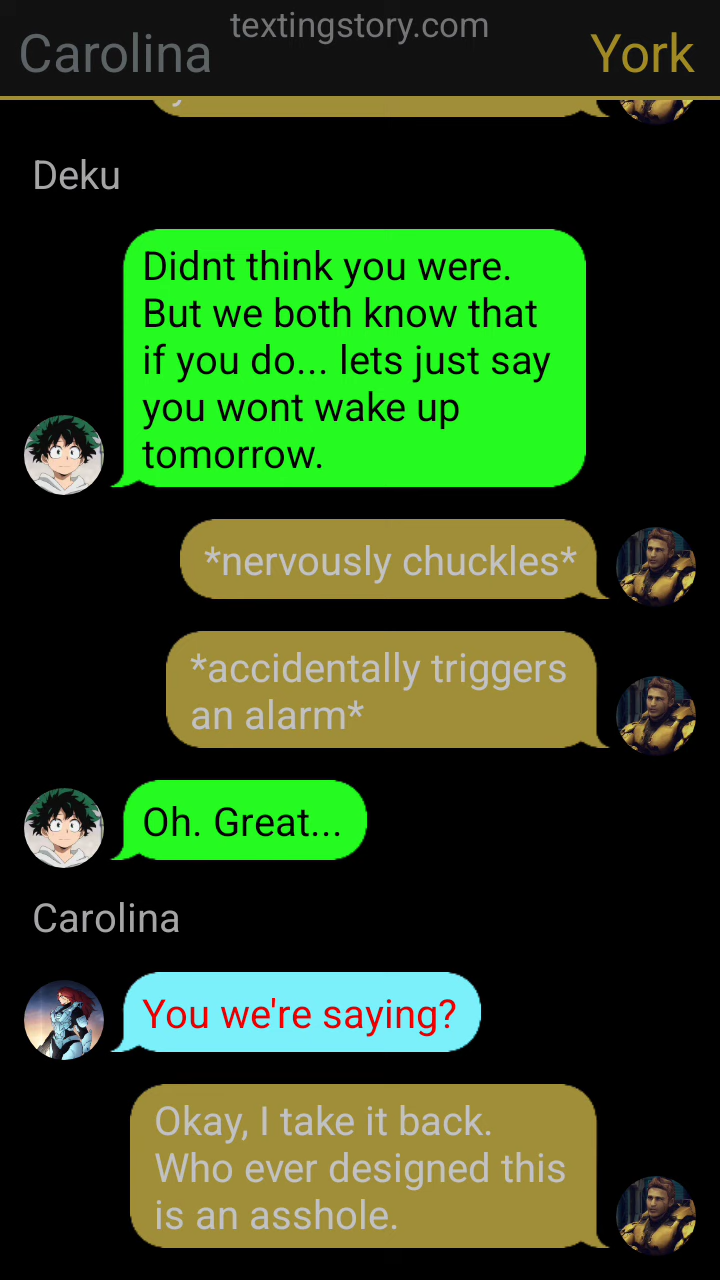 textingstory.com
Carolina
York
Deku
Didnt think you were.
But we both know that
if you do... lets just say
you wont wake up
tomorrow.
*nervously chuckles*
*accidentally triggers
an alarm*
Oh. Great...
Carolina
You we're saying?
Okay, I take it back.
Who ever designed this
is an asshole.